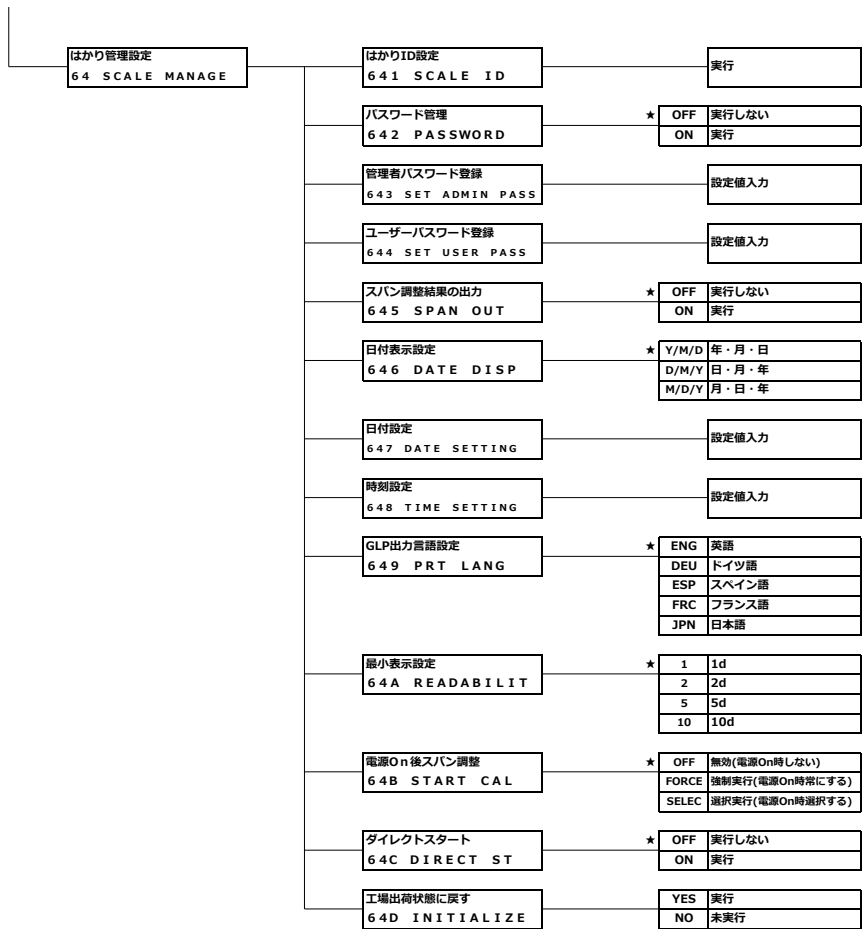 はかり管理設定
64 SCALE MANAGE
はかりID設定
641 SCALE ID
実行
パスワード管理
642 PASSWORD
★ OFF 実行しない
ON 実行
管理者パスワード登録
643 SET ADMIN PASS
設定値入力
ユーザーパスワード登録
644 SET USER PASS
設定値入力
スパン調整結果の出力
645 SPAN OUT
★ OFF 実行しない
ON 実行
日付表示設定
646 DATE DISP
★ Y/M/D 年・月・日
D/M/Y 日・月・年
M/D/Y 月・日・年
日付設定
647 DATE SETTING
設定値入力
時刻設定
648 TIME SETTING
設定値入力
GLP出力言語設定
649 PRT LANG
★ ENG 英語
DEU ドイツ語
ESP スペイン語
FRC フランス語
JPN 日本語
最小表示設定
64A READABILIT
★ 1 1d
2 2d
5 5d
10 10d
電源On後スパン調整
64B START CAL
★ OFF 無効(電源On時しない)
FORCE 強制実行(電源On時常にする)
SELEC 選択実行(電源On時選択する)
ダイレクトスタート
64C DIRECT ST
★ OFF 実行しない
ON 実行
工場出荷状態に戻す
64D INITIALIZE
YES 実行
NO 未実行